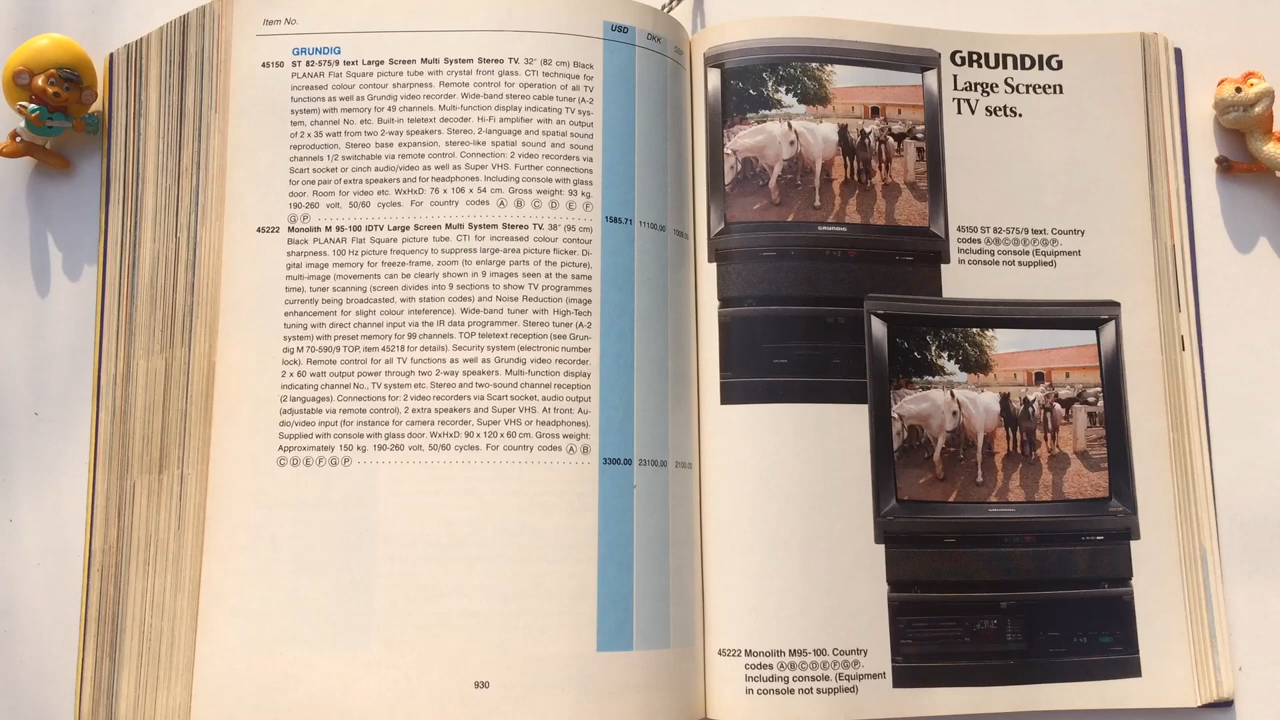 Item No.
USD
DKK
GRUNDIG
45150 ST 82-575/9 text Large Screen Multi System Stereo TV. 32" (82 cm) Black
PLANAR Flat Square picture tube with crystal front glass. CTI technique for
increased colour contour sharpness. Remote control for operation of all TV
functions as well as Grundig video recorder. Wide-band stereo cable tuner (A-2
system) with memory for 49 channels. Multi-function display indicating TV sys-
tem, channel No. etc. Built-in teletext decoder. Hi-Fi amplifier with an output
of 2 x 35 watt from two 2-way speakers. Stereo, 2-language and spatial sound
reproduction, Stereo base expansion, stereo-like spatial sound and sound
channels 1/2 switchable via remote control. Connection: 2 video recorders via
Scart socket or cinch audio/video as well as Super VHS. Further connections
for one pair of extra speakers and for headphones. Including console with glass
door. Room for video etc. WxHxD: 76 x 106 x 54 cm. Gross weight: 93 kg.
190-260 volt, 50/60 cycles. For country codes Ⓐ Ⓑ Ⓒ Ⓓ Ⓔ Ⓕ
Ⓖ Ⓟ . . . . . . . . . . . . . . . . . . . . . . . . . . . . . . . . . . . . . . . . 1585.71 11100,00
45222 Monolith M 95-100 IDTV Large Screen Multi System Stereo TV. 38" (95 cm)
Black PLANAR Flat Square picture tube. CTI for increased colour contour
sharpness. 100 Hz picture frequency to suppress large-area picture flicker. Di-
gital image memory for freeze-frame, zoom (to enlarge parts of the picture),
multi-image (movements can be clearly shown in 9 images seen at the same
time), tuner scanning (screen divides into 9 sections to show TV programmes
currently being broadcast, with station codes) and Noise Reduction (image
enhancement for slight colour inteference). Wide-band tuner with High-Tech
tuning with direct channel input via the IR data programmer. Stereo tuner (A-2
system) with preset memory for 99 channels. TOP teletext reception (see Grun-
dig M 70-590/9 TOP, item 45218 for details). Security system (electronic number
lock). Remote control for all TV functions as well as Grundig video recorder.
2 x 60 watt output power through two 2-way speakers. Multi-function display
indicating channel No., TV system etc. Stereo and two-sound channel reception
(2 languages). Connections for: 2 video recorders via Scart socket, audio output
(adjustable via remote control), 2 extra speakers and Super VHS. At front: Au-
dio/video input (for instance for camera recorder, Super VHS or headphones).
Supplied with console with glass door. WxHxD: 90 x 120 x 60 cm. Gross weight:
Approximately 150 kg. 190-260 volt, 50/60 cycles. For country codes Ⓐ Ⓑ
Ⓒ Ⓓ Ⓔ Ⓕ Ⓖ Ⓟ . . . . . . . . . . . . . . . . . . . . . . . . . . . . . . . . . . 3300.00 23100,00 2100.00
930
GRUNDIG
Large Screen
TV sets.
GRUNDIG
45150 ST 82-575/9 text. Country
codes ⒶⒷⒸⒹⒺⒻⒼⓅ.
Including console (Equipment
in console not supplied)
45222 Monolith M95-100. Country
codes ⒶⒷⒸⒹⒺⒻⒼⓅ.
Including console. (Equipment
in console not supplied)